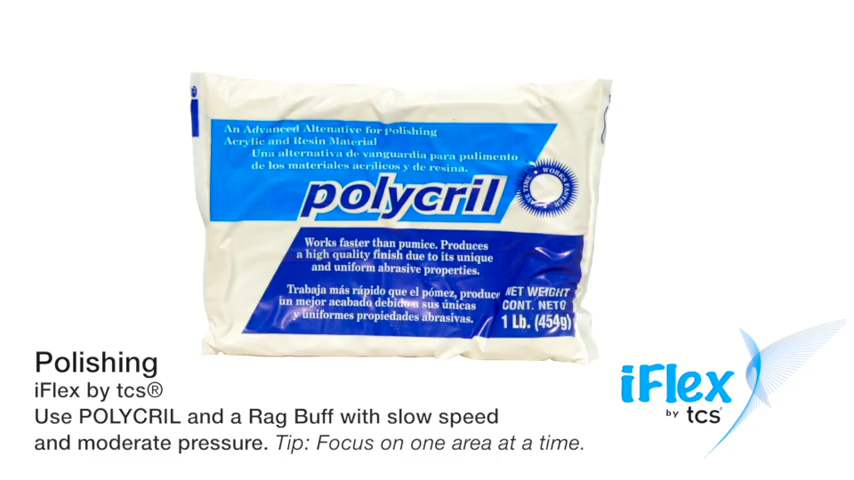 An Advanced Altenative for polishing
Acrylic and Resin Material
Una alternativa de vanguardia para pulimento
de los materiales acrílicos y de resina.
polycril
WORKS FASTER
Works faster than pumice. Produces
a high quality finish due to its unique
and uniform abrasive properties.
Trabaja más rápido que el pómez, produce
un mejor acabado debido a sus únicas
y uniformes propiedades abrasivas.
NET WEIGHT
CONT. NETO
1 Lb. (454g)
Polishing
iFlex by tcs®
Use POLYCRIL and a Rag Buff with slow speed
and moderate pressure. Tip: Focus on one area at a time.
iFlex
by tcs®